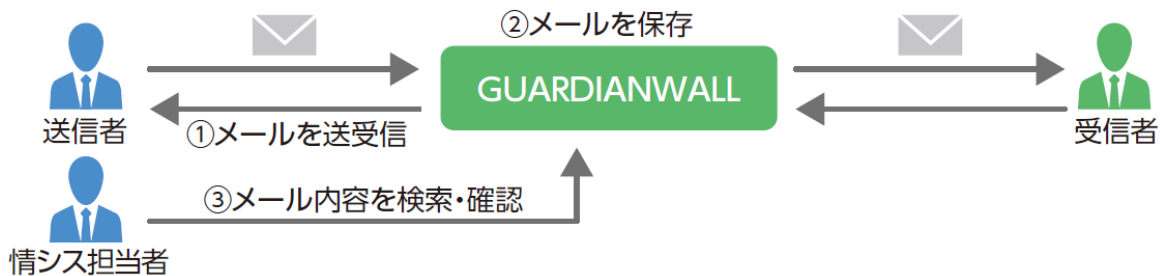 ②メールを保存
GUARDIANWALL
送信者
①メールを送受信
受信者
③メール内容を検索・確認
情シス担当者